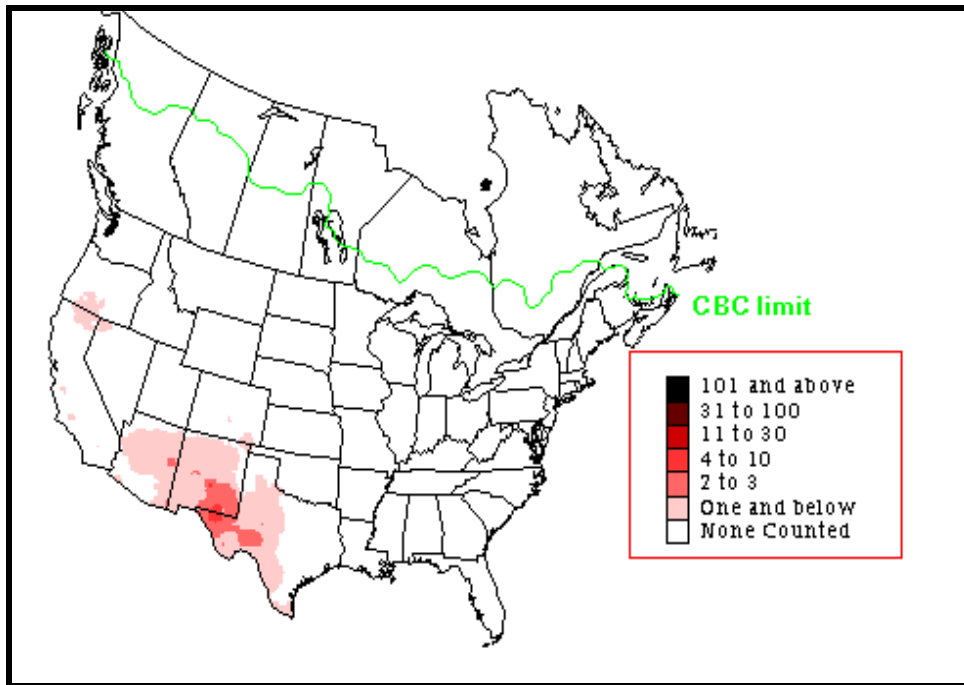 CBC limit
101 and above
31 to 100
11 to 30
4 to 10
2 to 3
One and below
None Counted